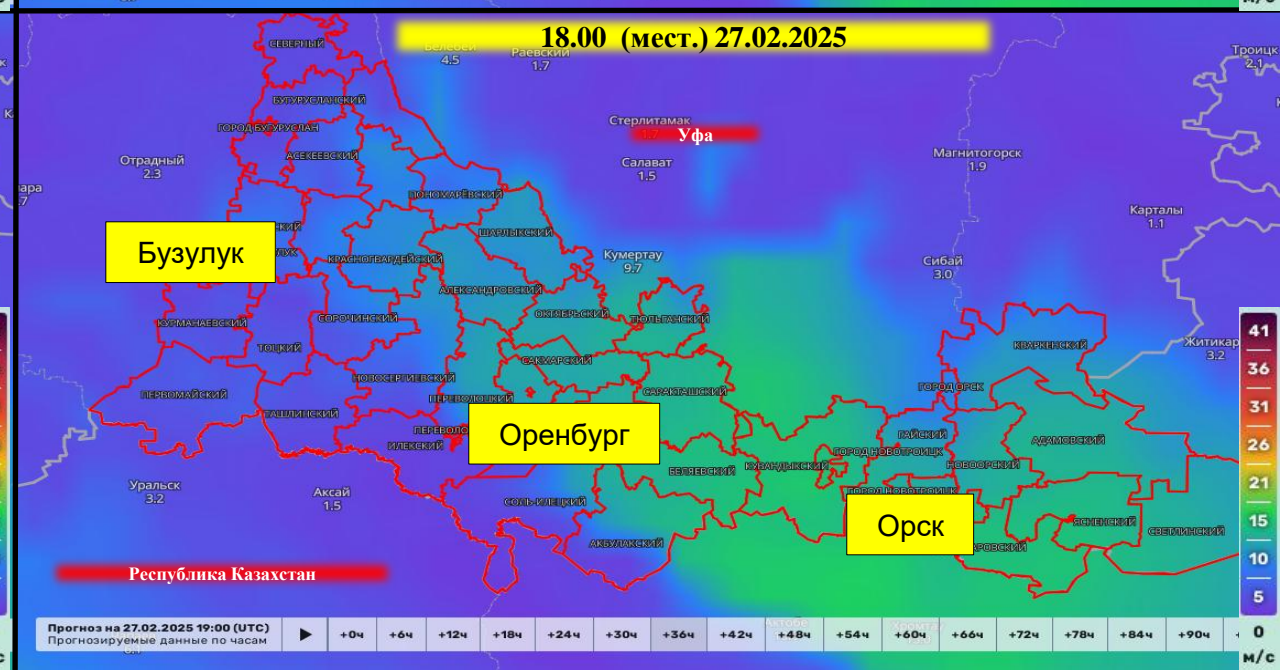 м/с
18.00 (мест.) 27.02.2025
СЕВЕРНЫЙ
Белебей
4.5
Раевский
1.7
Троицк
2.1
БУГУРУСЛАНСКИЙ
ГОРОД БУГУРУСЛАН
АСЕКЕЕВСКИЙ
Стерлитамак
Уфа
Отрадный
2.3
Салават
1.5
Магнитогорск
1.9
ПОНОМАРЁВСКИЙ
Карталы
1.1
ШАРЛЫКСКИЙ
Бузулук
КРАСНОГВАРДЕЙСКИЙ
Кумертау
9.7
Сибай
3.0
АЛЕКСАНДРОВСКИЙ
ОКТЯБРЬСКИЙ
ТЮЛЬГАНСКИЙ
КУРМАНАЕВСКИЙ
СОРОЧИНСКИЙ
ТОЦКИЙ
КВАРКЕНСКИЙ
Житикар
3.2
САКМАРСКИЙ
НОВОСЕРГИЕВСКИЙ
ПЕРВОМАЙСКИЙ
ПЕРЕВОЛОЦКИЙ
САРАКТАШСКИЙ
ГОРОД ОРСК
ТАШЛИНСКИЙ
ПЕРЕВОЛО
ИЛЕКСКИЙ
Оренбург
ГАЙСКИЙ
АДАМОВСКИЙ
ГОРОД НОВОТРОИЦК
НОВООРСКИЙ
БЕЛЯЕВСКИЙ
КУВАНДЫКСКИЙ
Уральск
3.2
Аксай
1.5
СОЛЬ-ИЛЕЦКИЙ
ГОРОД НОВОТРОИЦК
Орск
ЯСНЕНСКИЙ
СВЕТЛИНСКИЙ
АКБУЛАКСКИЙ
АРОВСКИЙ
Республика Казахстан
41
36
31
26
21
15
10
5
0
м/с
Прогноз на 27.02.2025 19:00 (UTC)
Прогнозируемые данные по часам
+0ч +6ч +12ч +18ч +24ч +30ч +36ч +42ч +48ч +54ч +60ч +66ч +72ч +78ч +84ч +90ч